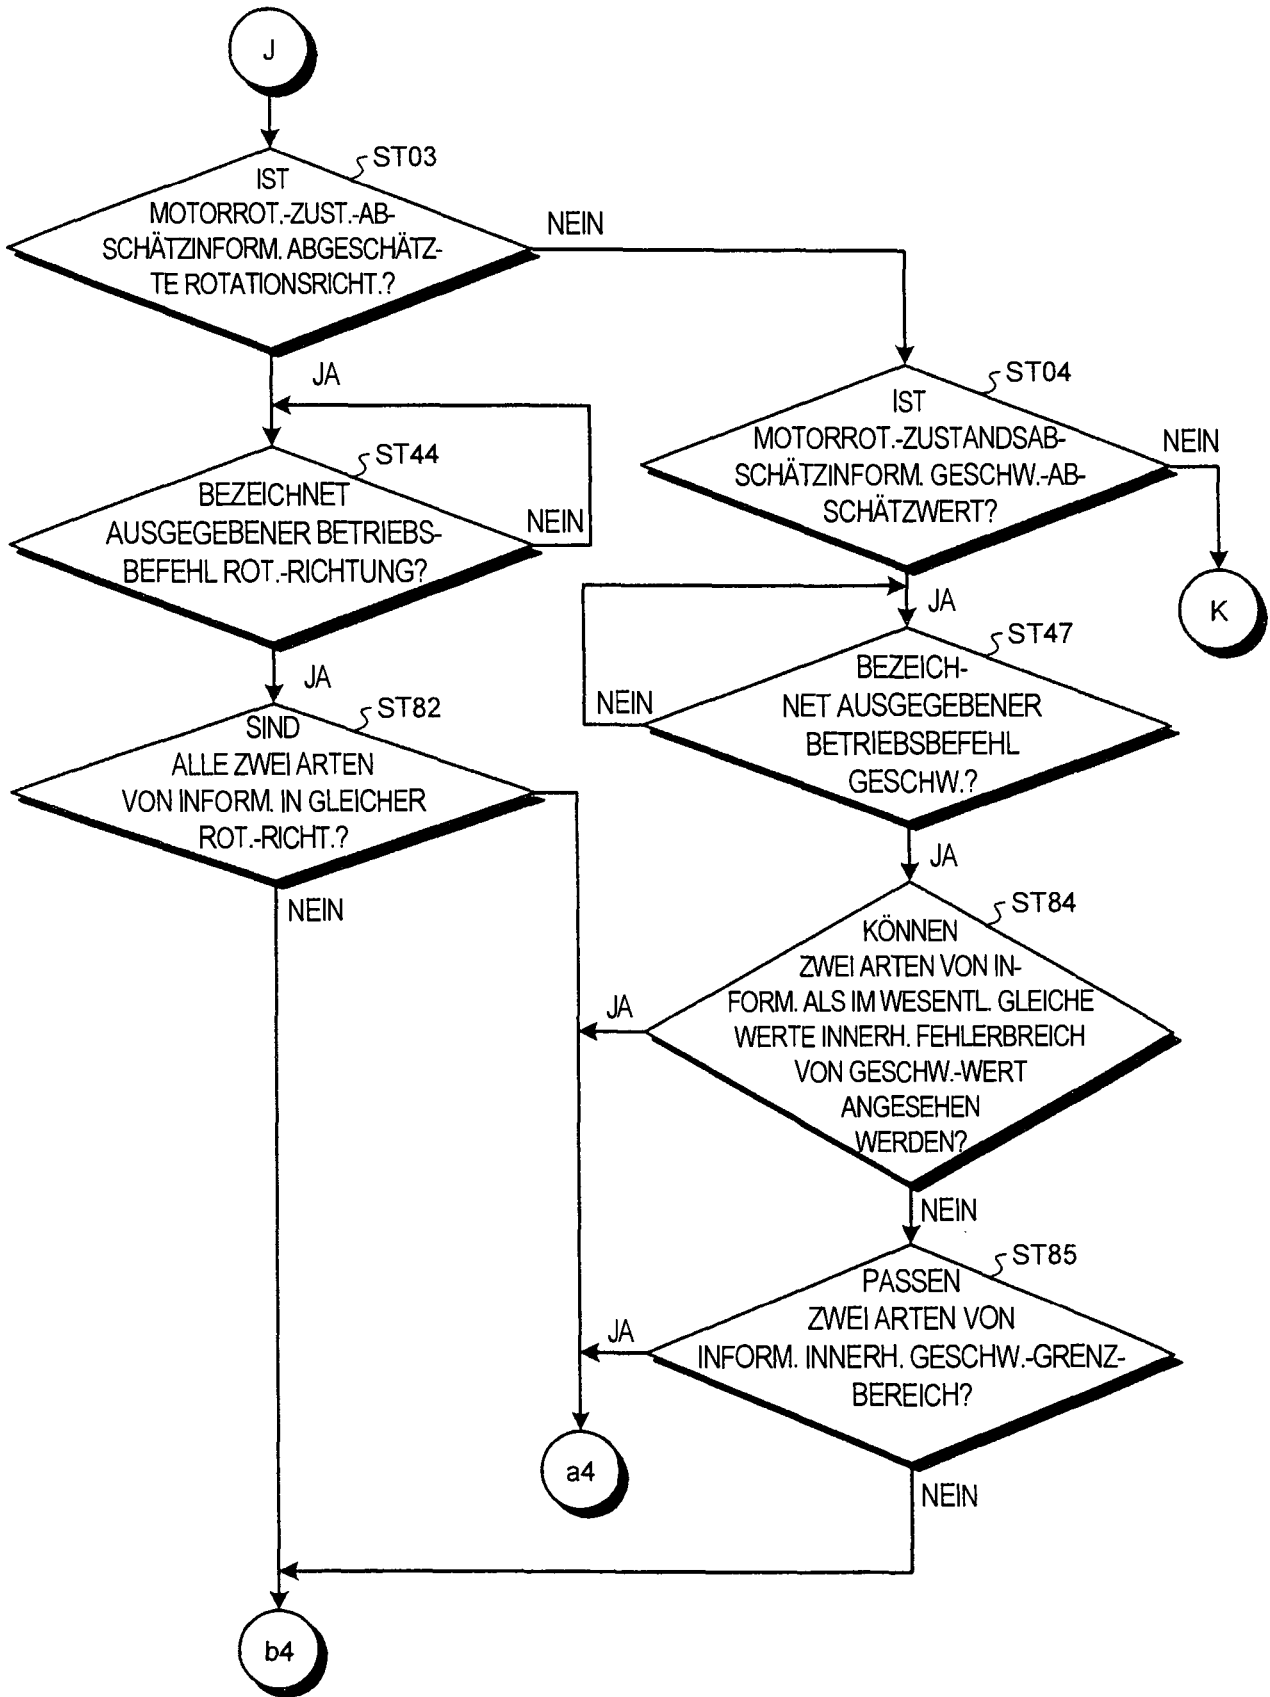 J
ST03
IST
MOTORROT.-ZUST.-AB-
SCHÄTZINFORM. ABGESCHÄTZ-
TE ROTATIONSRICHT.?
NEIN
JA
ST04
IST
MOTORROT.-ZUSTANDSAB-
SCHÄTZINFORM. GESCHW.-AB-
SCHÄTZWERT?
NEIN
K
JA
ST44
BEZEICHNET
AUSGEGEBENER BETRIEBS-
BEFEHL ROT.-RICHTUNG?
NEIN
JA
ST47
BEZEICH-
NET AUSGEGEBENER
BETRIEBSBEFEHL
GESCHW.?
NEIN
JA
ST82
SIND
ALLE ZWEI ARTEN
VON INFORM. IN GLEICHER
ROT.-RICHT.?
NEIN
ST84
KÖNNEN
ZWEI ARTEN VON IN-
FORM. ALS IM WESENTL. GLEICHE
WERTE INNERH. FEHLERBREICH
VON GESCHW.-WERT
ANGESEHEN
WERDEN?
JA
NEIN
ST85
PASSEN
ZWEI ARTEN VON
INFORM. INNERH. GESCHW.-GRENZ-
BEREICH?
JA
NEIN
a4
b4